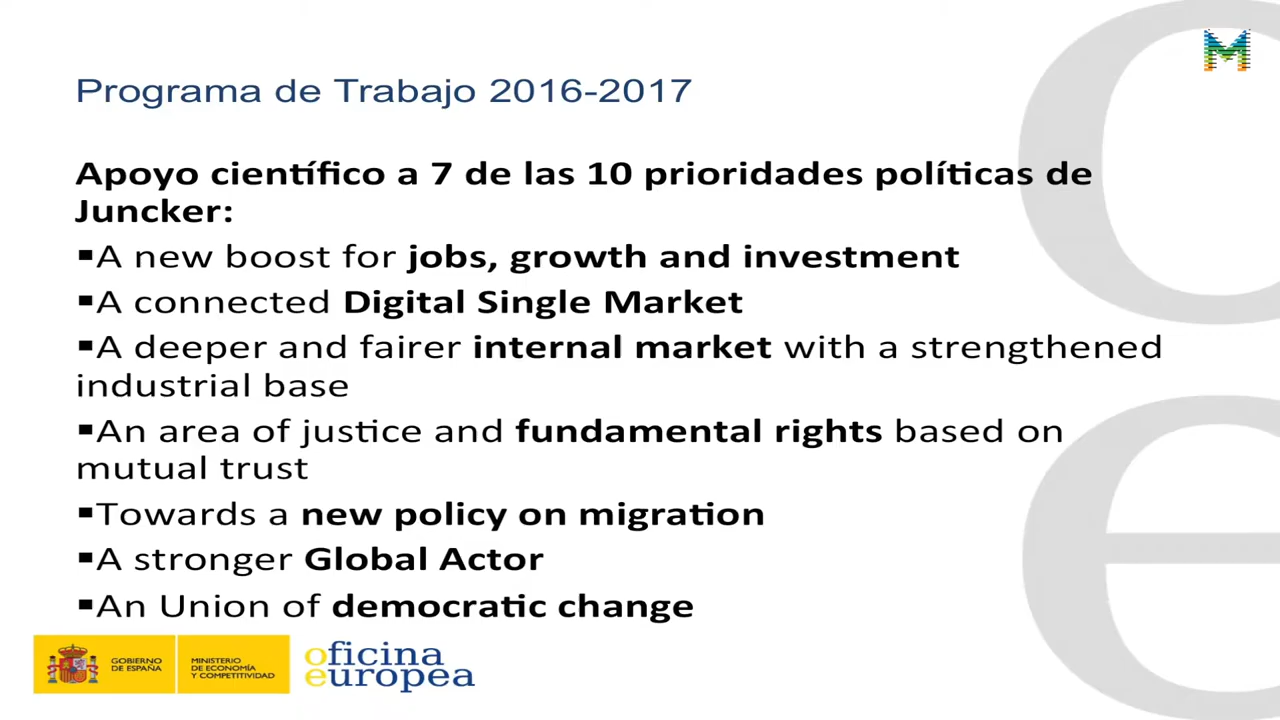 Programa de Trabajo 2016-2017
Apoyo científico a 7 de las 10 prioridades políticas de
Juncker:
▪A new boost for jobs, growth and investment
▪A connected Digital Single Market
▪A deeper and fairer internal market with a strengthened
industrial base
▪An area of justice and fundamental rights based on
mutual trust
▪Towards a new policy on migration
▪A stronger Global Actor
▪An Union of democratic change
GOBIERNO
DE ESPAÑA
MINISTERIO
DE ECONOMÍA
Y COMPETITIVIDAD
oficina
europea
M
o
e